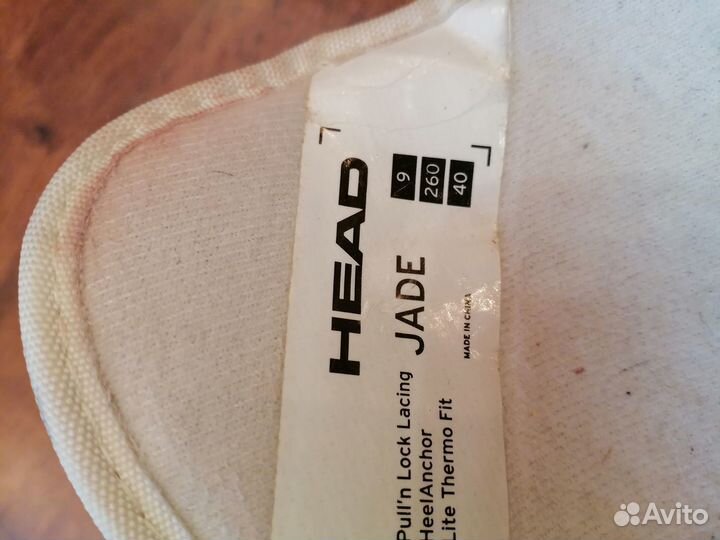 HEAD
9
260
40
JADE
MADE IN CHINA
Pull'n Lock Lacing
HeelAnchor
Lite Thermo Fit
Avito